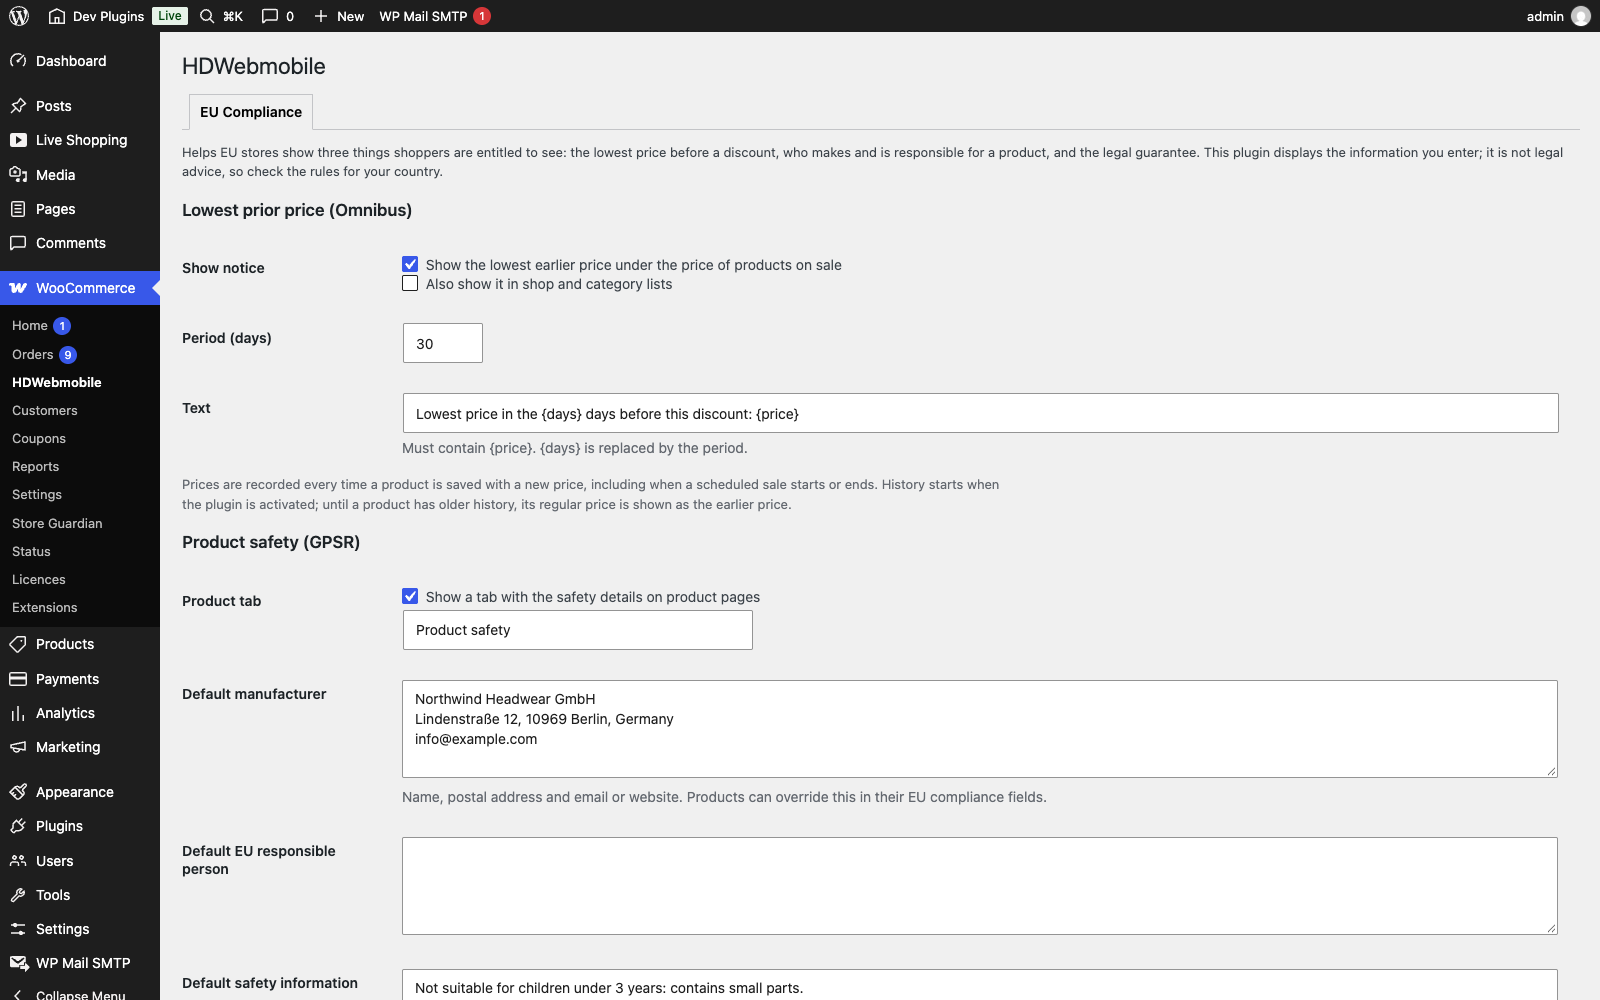 Dev Plugins Live ⌘K 0 New WP Mail SMTP 1 admin
Dashboard
Posts
Live Shopping
Media
Pages
Comments
WooCommerce
Home 1
Orders 9
HDWebmobile
Customers
Coupons
Reports
Settings
Store Guardian
Status
Licences
Extensions
Products
Payments
Analytics
Marketing
Appearance
Plugins
Users
Tools
Settings
WP Mail SMTP
Collapse Menu
HDWebmobile
EU Compliance
Helps EU stores show three things shoppers are entitled to see: the lowest price before a discount, who makes and is responsible for a product, and the legal guarantee. This plugin displays the information you enter; it is not legal
advice, so check the rules for your country.
Lowest prior price (Omnibus)
Show notice
Show the lowest earlier price under the price of products on sale
Also show it in shop and category lists
Period (days)
30
Text
Lowest price in the {days} days before this discount: {price}
Must contain {price}. {days} is replaced by the period.
Prices are recorded every time a product is saved with a new price, including when a scheduled sale starts or ends. History starts when
the plugin is activated; until a product has older history, its regular price is shown as the earlier price.
Product safety (GPSR)
Product tab
Show a tab with the safety details on product pages
Product safety
Default manufacturer
Northwind Headwear GmbH
Lindenstraße 12, 10969 Berlin, Germany
info@example.com
Name, postal address and email or website. Products can override this in their EU compliance fields.
Default EU responsible
person
Default safety information
Not suitable for children under 3 years: contains small parts.